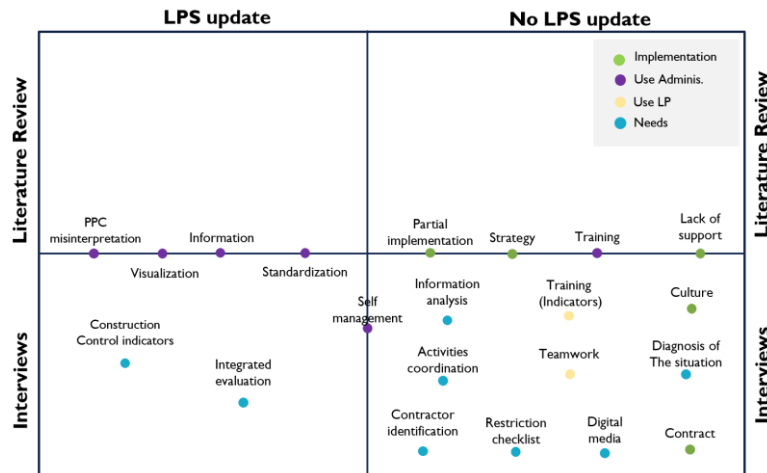 LPS update
No LPS update
Literature Review
Literature Review
Implementation
Use Adminis.
Use LP
Needs
PPC
misinterpretation
Information
Visualization
Standardization
Partial
implementation
Strategy
Training
Lack of
support
Self
management
Information
analysis
Training
(Indicators)
Culture
Construction
Control indicators
Integrated
evaluation
Activities
coordination
Teamwork
Diagnosis of
The situation
Contractor
identification
Restriction
checklist
Digital
media
Contract
Interviews
Interviews